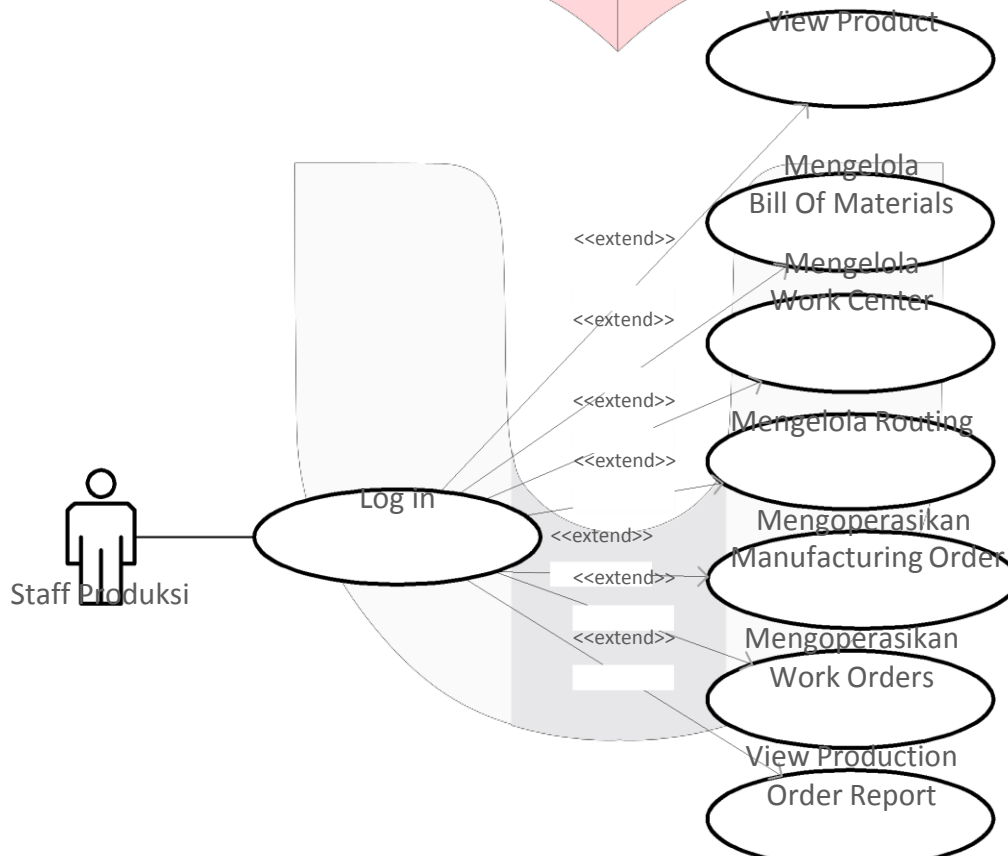 View Product
Mengelola
Bill Of Materials
<<extend>>
Mengelola
Work Center
<<extend>>
<<extend>>
Mengelola Routing
<<extend>>
Log in
Mengoperasikan
<<extend>>
Manufacturing Order
<<extend>>
Staff Produksi
<<extend>>
Mengoperasikan
Work Orders
View Production
Order Report